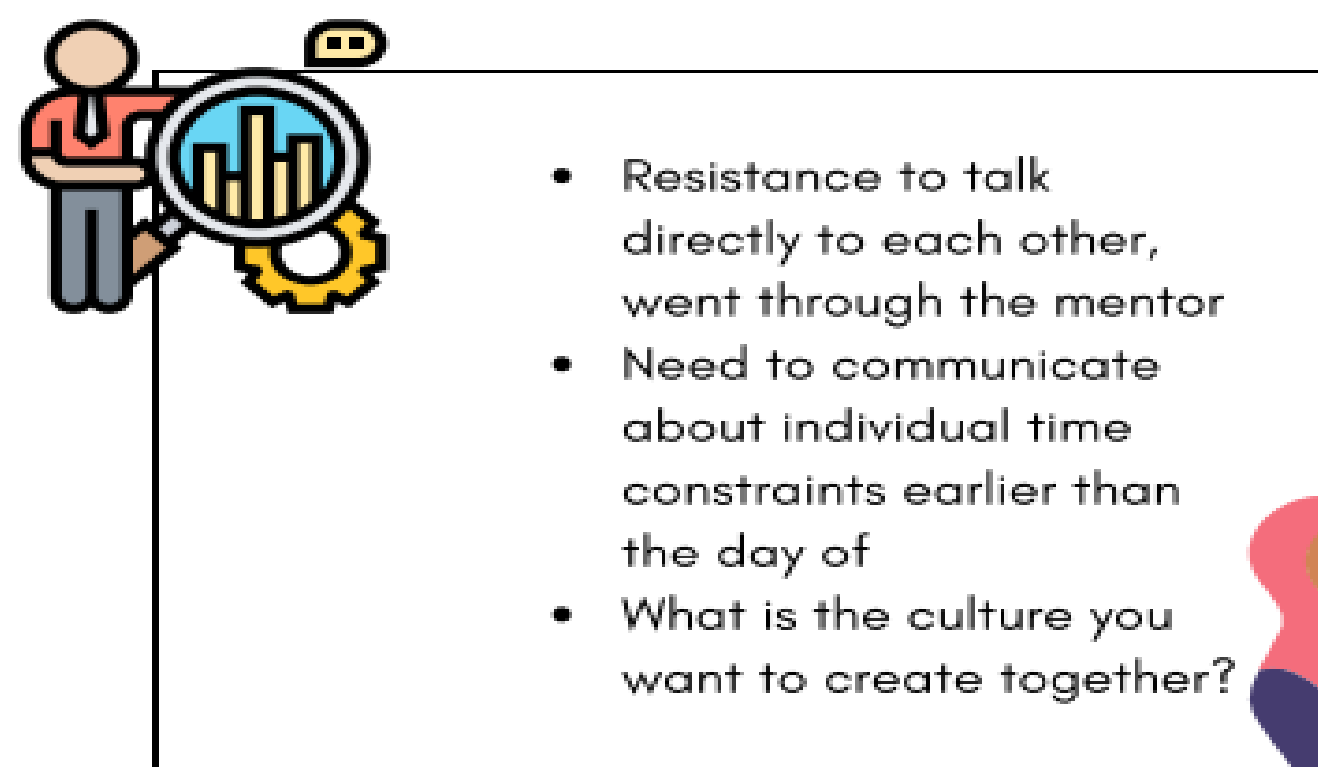 • Resistance to talk
directly to each other,
went through the mentor
• Need to communicate
about individual time
constraints earlier than
the day of
• What is the culture you
want to create together?